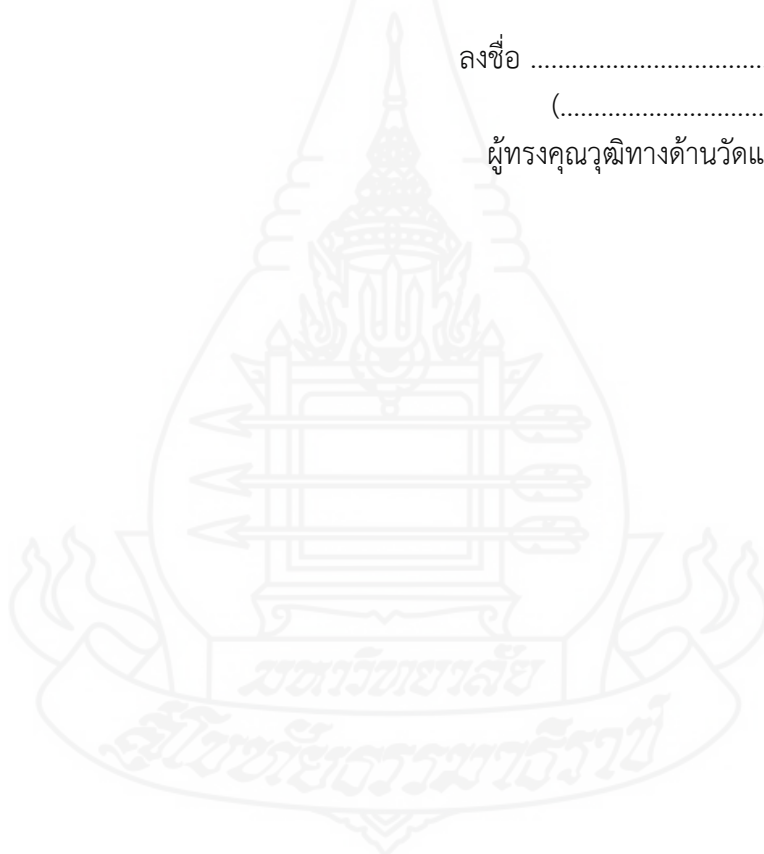 ลงชื่อ ..................................
(..............................
ผู้ทรงคุณวุฒิทางด้านวัดแ
มหาวิทยาลัย
สุโขทัยธรรมาธิราช